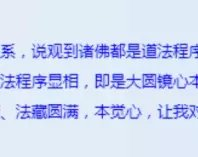 系，说观到诸佛都是道法程序
法程序显相，即是大圆镜心本
、法藏圆满，本觉心，让我对